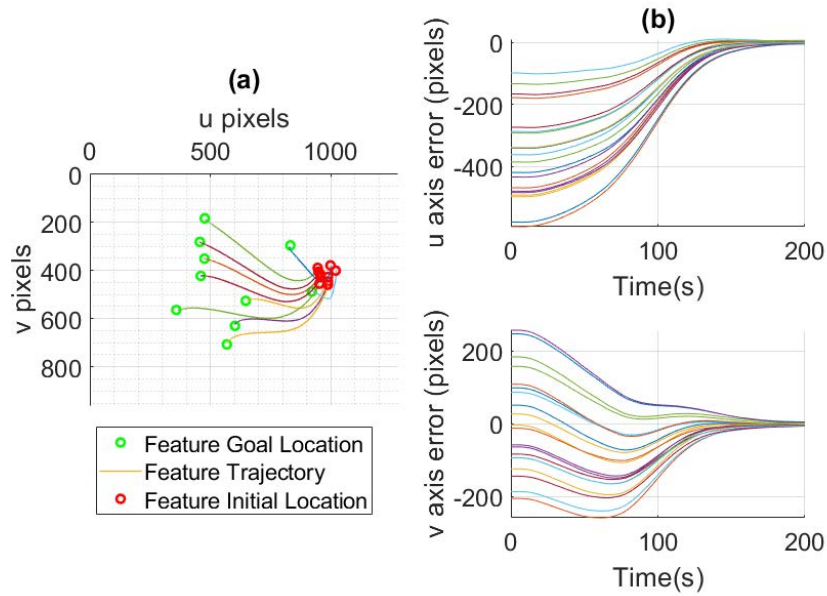 (a)
u pixels
0
500
1000
0
200
400
600
800
v pixels
Feature Goal Location
Feature Trajectory
Feature Initial Location
(b)
0
-200
-400
u axis error (pixels)
0
100
200
Time(s)
200
0
-200
v axis error (pixels)
0
100
200
Time(s)